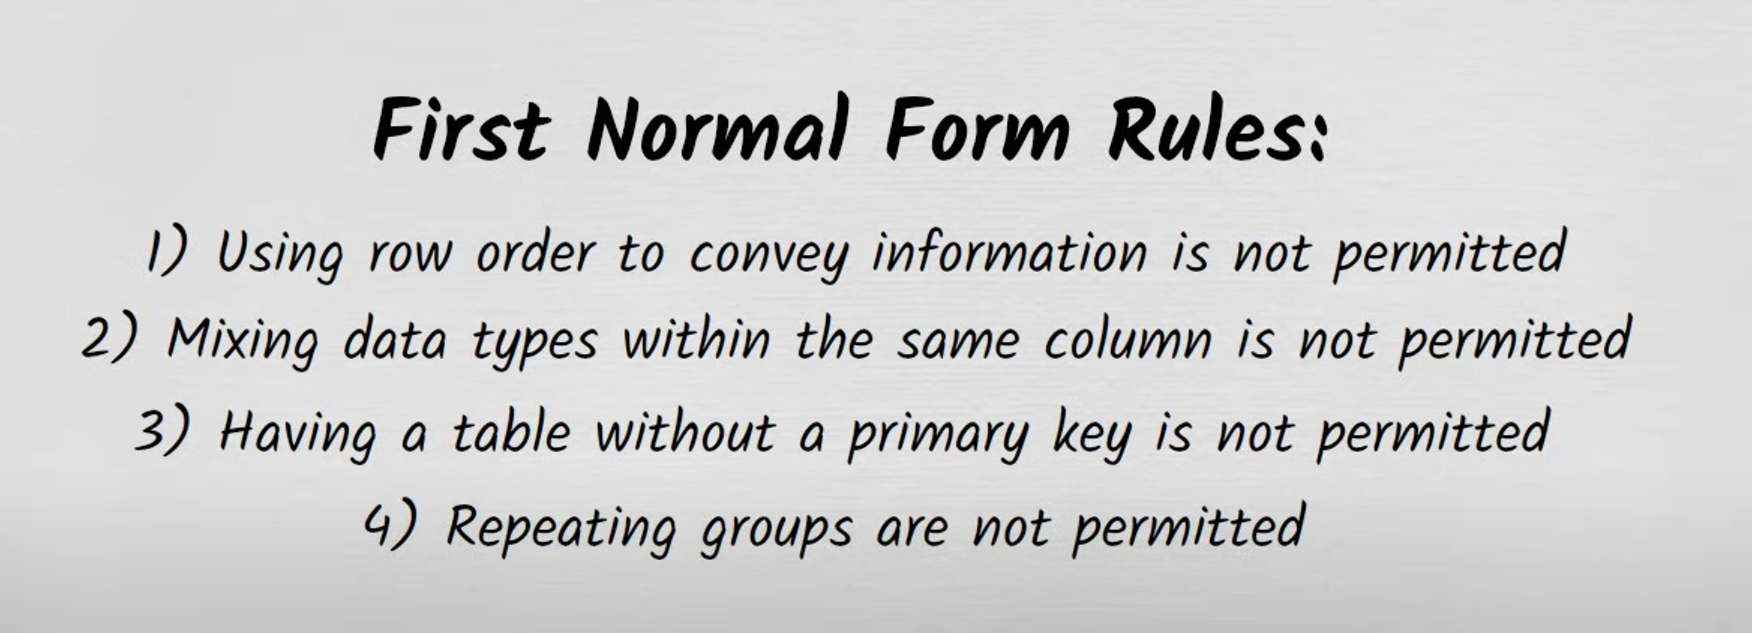 First Normal Form Rules:
1) Using row order to convey information is not permitted
2) Mixing data types within the same column is not permitted
3) Having a table without a primary key is not permitted
4) Repeating groups are not permitted